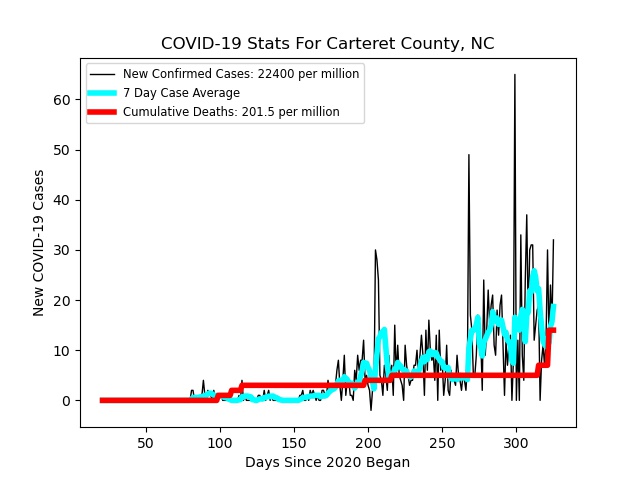 COVID-19 Stats For Carteret County, NC
New Confirmed Cases: 22400 per million
7 Day Case Average
Cumulative Deaths: 201.5 per million
New COVID-19 Cases
60
50
40
30
20
10
0
50
100
150
200
250
300
Days Since 2020 Began